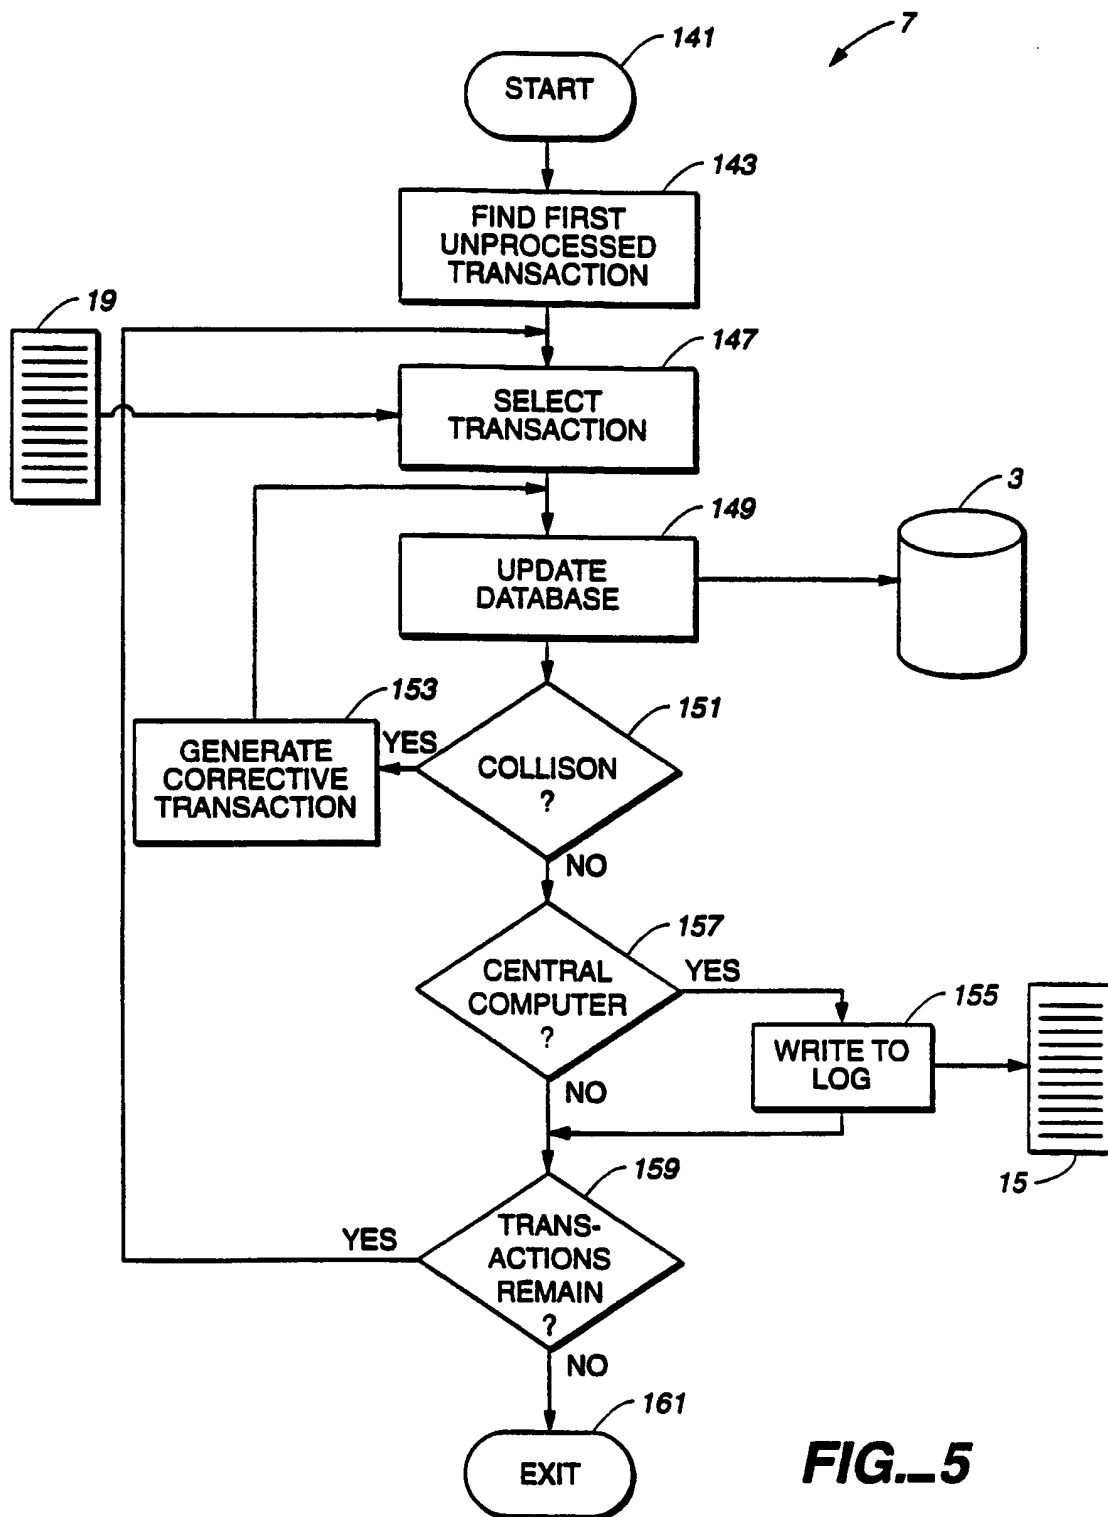 7
141
START
143
FIND FIRST
UNPROCESSED
TRANSACTION
19
147
SELECT
TRANSACTION
3
149
UPDATE
DATABASE
153
151
GENERATE
CORRECTIVE
TRANSACTION
YES
COLLISON
?
NO
157
CENTRAL
COMPUTER
?
YES
155
WRITE TO
LOG
NO
15
159
TRANS-
ACTIONS
REMAIN
?
YES
NO
161
EXIT
FIG._5